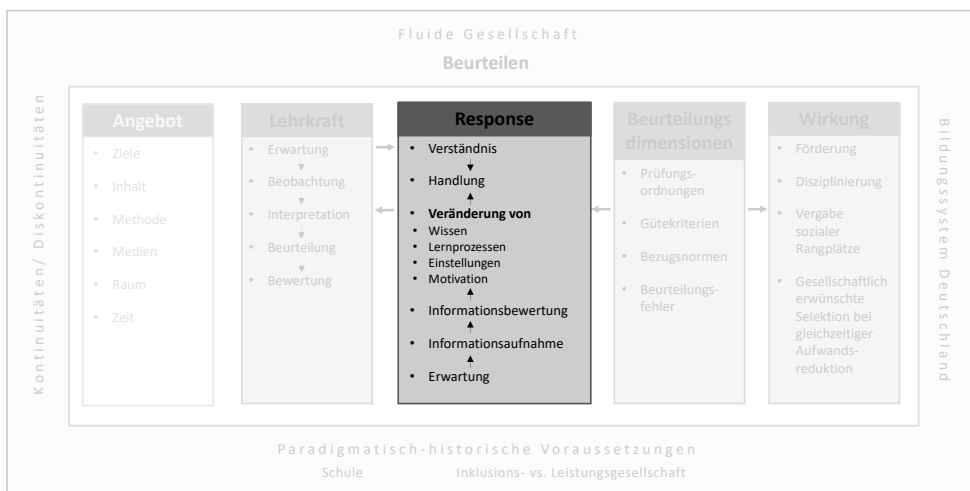 Fluide Gesellschaft
Beurteilen
Kontinuitäten/ Diskontinuitäten
Angebot
• Ziele
• Inhalt
• Methode
• Medien
• Raum
• Zeit
Lehrkraft
• Erwartung
• Beobachtung
• Interpretation
• Beurteilung
• Bewertung
Response
• Verständnis
• Handlung
• Veränderung von
• Wissen
• Lernprozessen
• Einstellungen
• Motivation
• Informationsbewertung
• Informationsaufnahme
• Erwartung
Beurteilungs
dimensionen
• Prüfungs-
ordnungen
• Gütekriterien
• Bezugsnormen
• Beurteilungs-
fehler
Wirkung
• Förderung
• Disziplinierung
• Vergabe
sozialer
Rangplätze
• Gesellschaftlich
erwünschte
Selektion bei
gleichzeitiger
Aufwands-
reduktion
Bildungssystem Deutschland
Paradigmatisch-historische Voraussetzungen
Schule Inklusions- vs. Leistungsgesellschaft